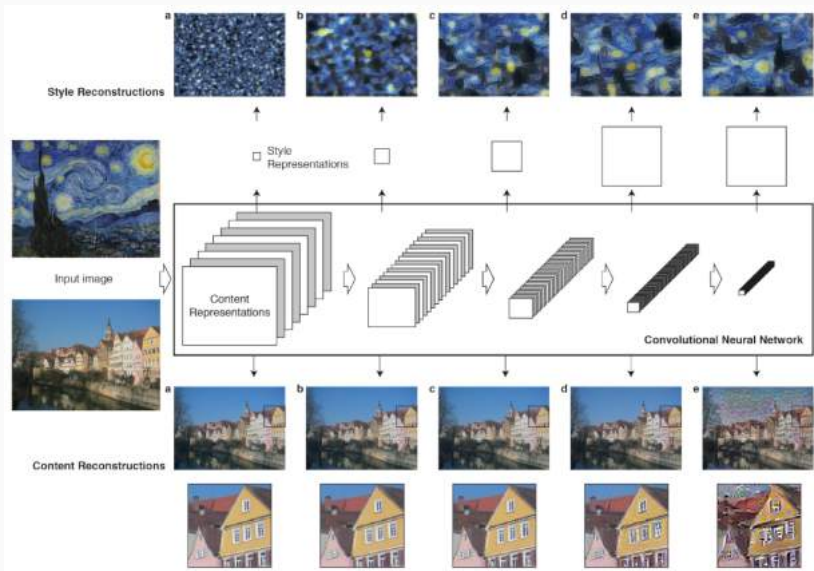 a b c d e
Style Reconstructions
Style
Representations
Input image
Content
Representations
Convolutional Neural Network
a b c d e
Content Reconstructions